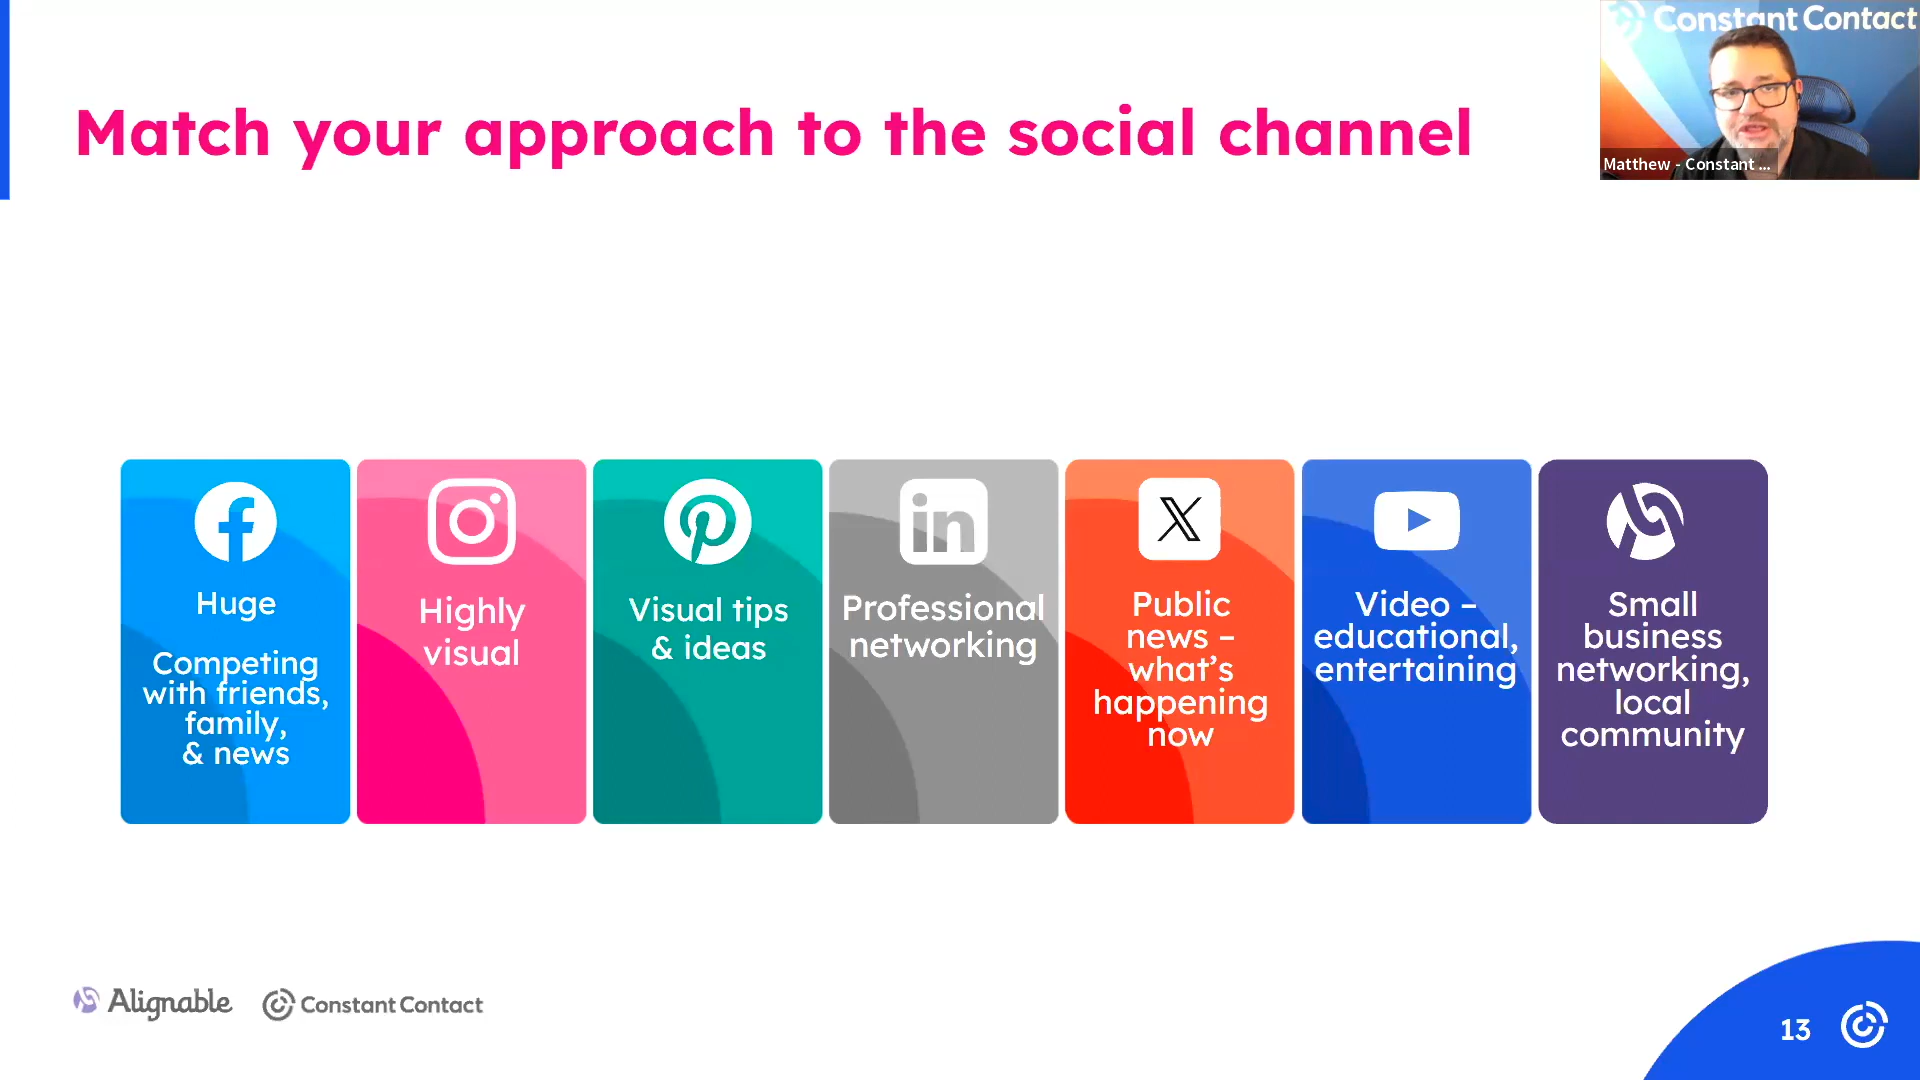 Constant Contact
Matthew - Constant ...
Match your approach to the social channel
Huge
Competing
with friends,
family,
& news
Highly
visual
Visual tips
& ideas
in
Professional
networking
X
Public
news –
what’s
happening
now
Video –
educational,
entertaining
Small
business
networking,
local
community
Alignable
Constant Contact
13